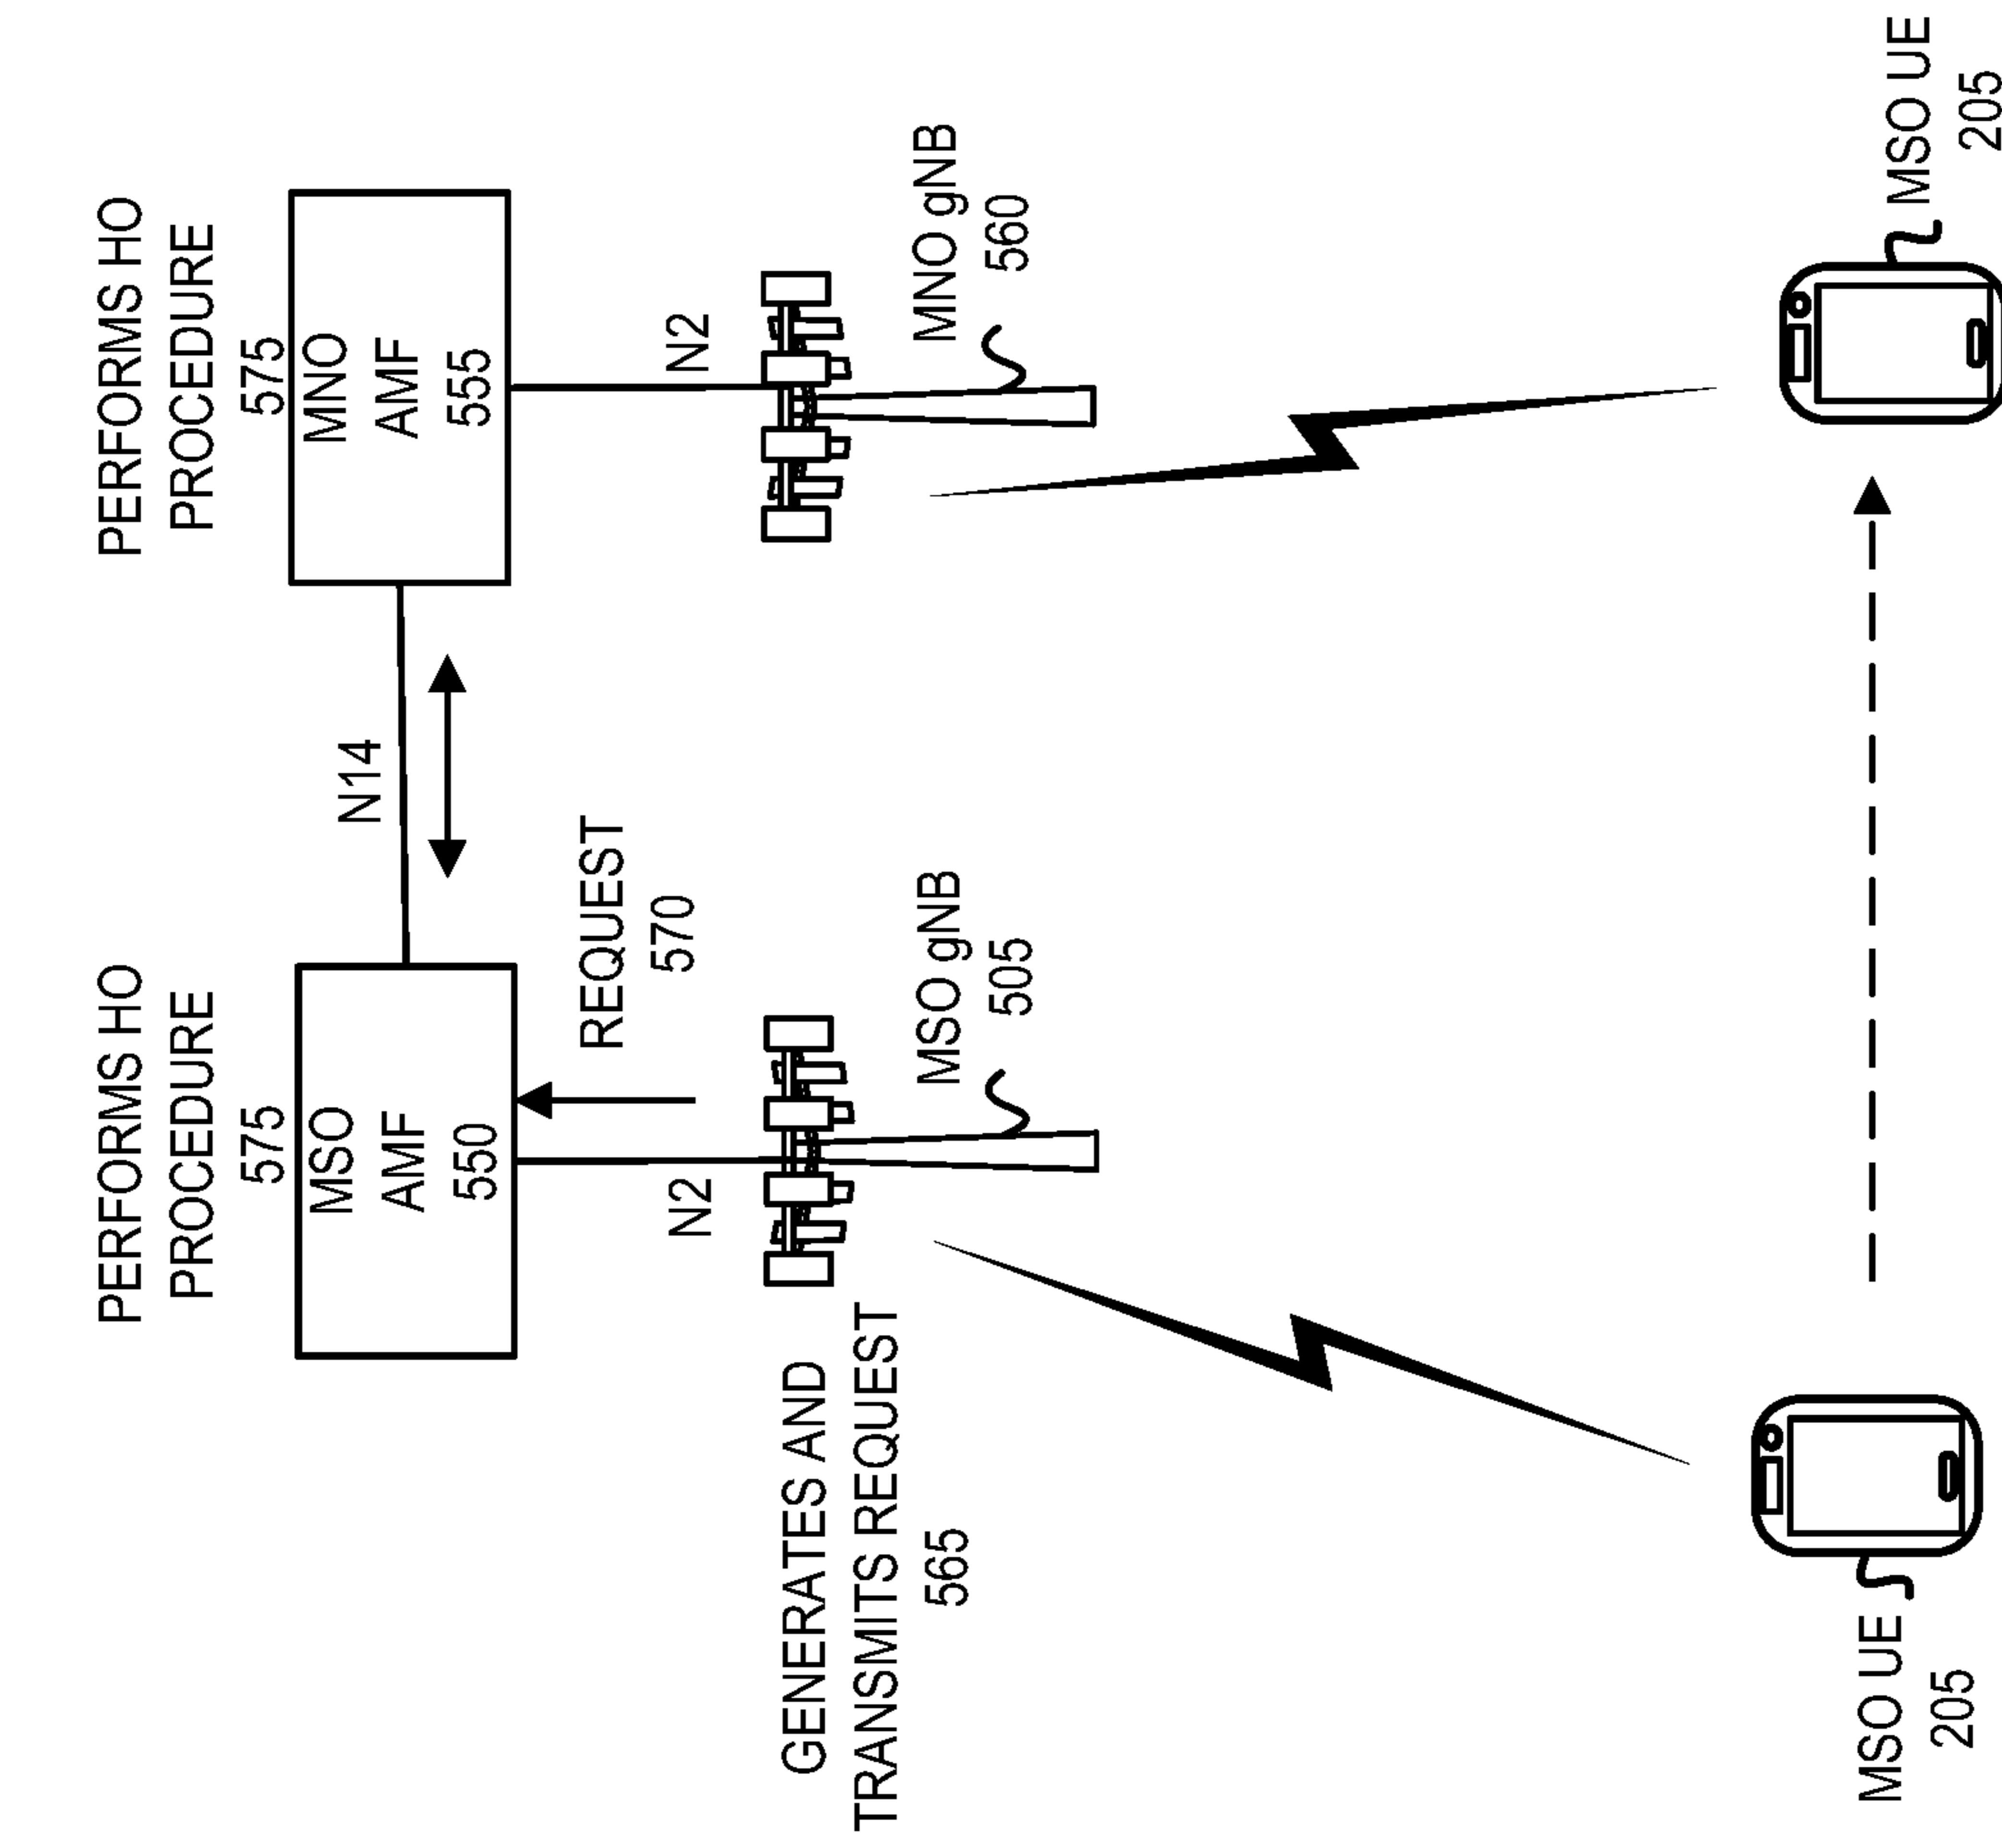 PERFORMS HO
PROCEDURE
575
MSO
AMF
550
N14
PERFORMS HO
PROCEDURE
575
MNO
AMF
555
REQUEST
570
N2
N2
GENERATES AND
TRANSMITS REQUEST
565
MSO gNB
505
MNO gNB
560
MSO UE
205
MSO UE
205